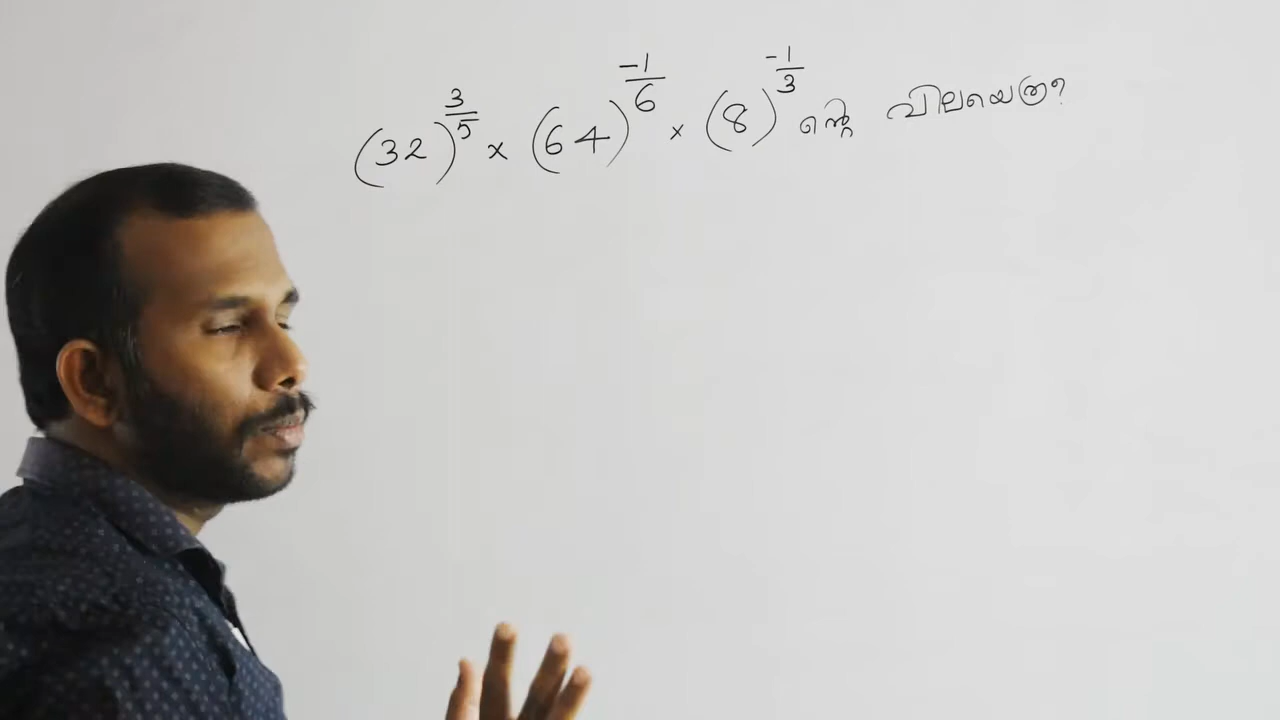 (32)^(3/5) × (64)^(-1/6) × (8)^(-1/3) ന്റെ വിലയെത്ര?